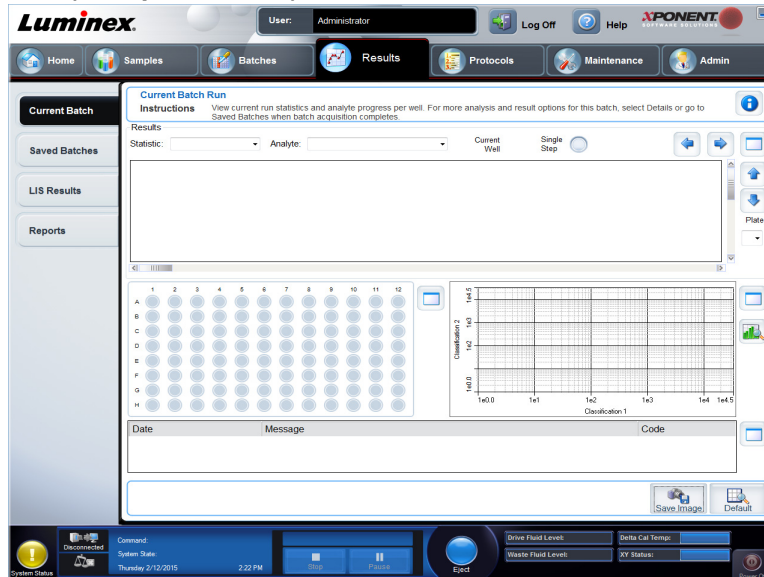 Luminex.
User: Administrator
Log Off
Help
XPONENT
SOFTWARE SOLUTIONS
Home
Samples
Batches
Results
Protocols
Maintenance
Admin
Current Batch
Saved Batches
LIS Results
Reports
Current Batch Run
Instructions View current run statistics and analyte progress per well. For more analysis and result options for this batch, select Details or go to
Saved Batches when batch acquisition completes.
Results
Statistic: Analyte: Current Well Single Step
Plate
1 2 3 4 5 6 7 8 9 10 11 12
A
B
C
D
E
F
G
H
Classification 2
1e4.5
1e3
1e2
1e0.0
1e0.0 1e1 1e2 1e3 1e4 1e4.5
Classification 1
Date Message Code
Save Image
Default
System Status
Disconnected
Command:
System State:
Thursday 2/12/2015 2:22 PM
Stop
Pause
Eject
Drive Fluid Level: Delta Cal Temp:
Waste Fluid Level: XY Status: